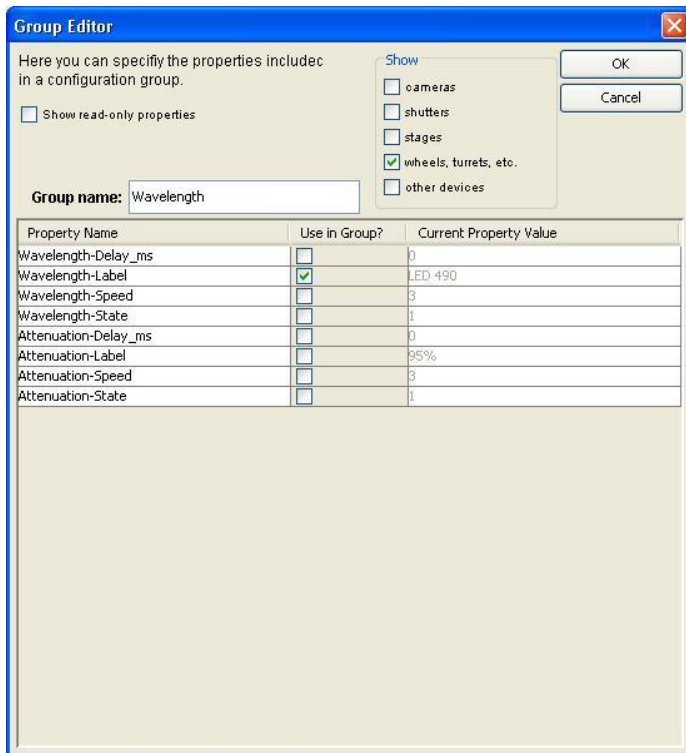 Group Editor
Here you can specifiy the properties includec
in a configuration group.
Show read-only properties
Show
cameras
shutters
stages
wheels, turrets, etc.
other devices
OK
Cancel
Group name: Wavelength
Property Name Use in Group? Current Property Value
Wavelength-Delay_ms 0
Wavelength-Label LED 490
Wavelength-Speed 3
Wavelength-State 1
Attenuation-Delay_ms 0
Attenuation-Label 95%
Attenuation-Speed 3
Attenuation-State 1